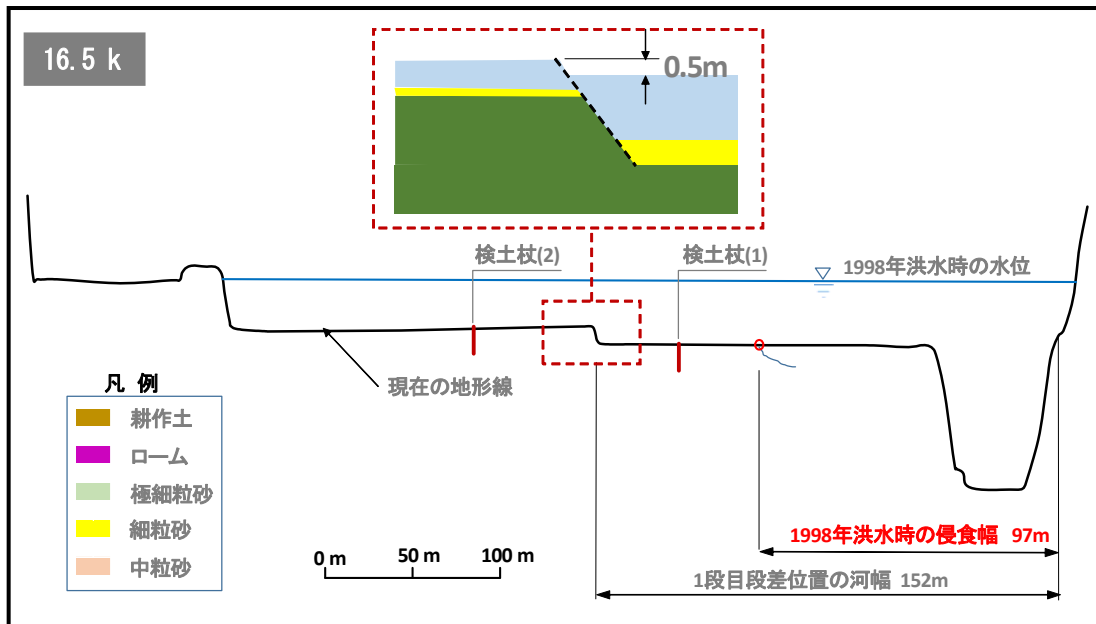 16.5 k
0.5m
検土杖(2)
検土杖(1)
1998年洪水時の水位
現在の地形線
凡 例
耕作土
ローム
極細粒砂
細粒砂
中粒砂
0 m
50 m
100 m
1998年洪水時の侵食幅 97m
1段目段差位置の河幅 152m